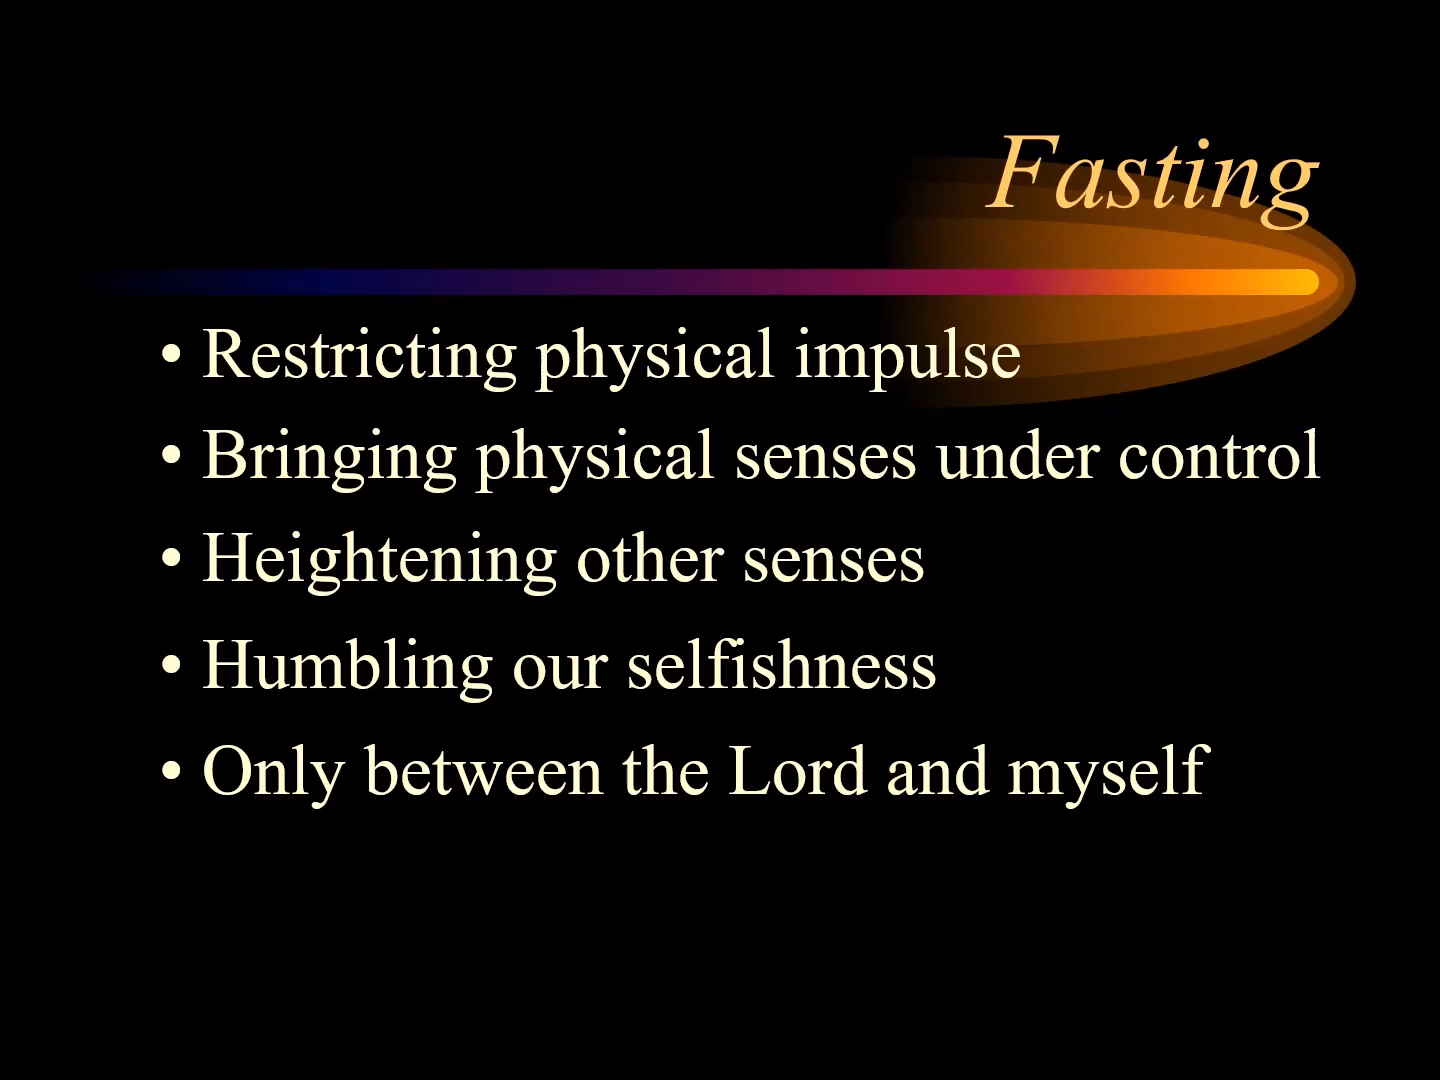 Fasting
• Restricting physical impulse
• Bringing physical senses under control
• Heightening other senses
• Humbling our selfishness
• Only between the Lord and myself